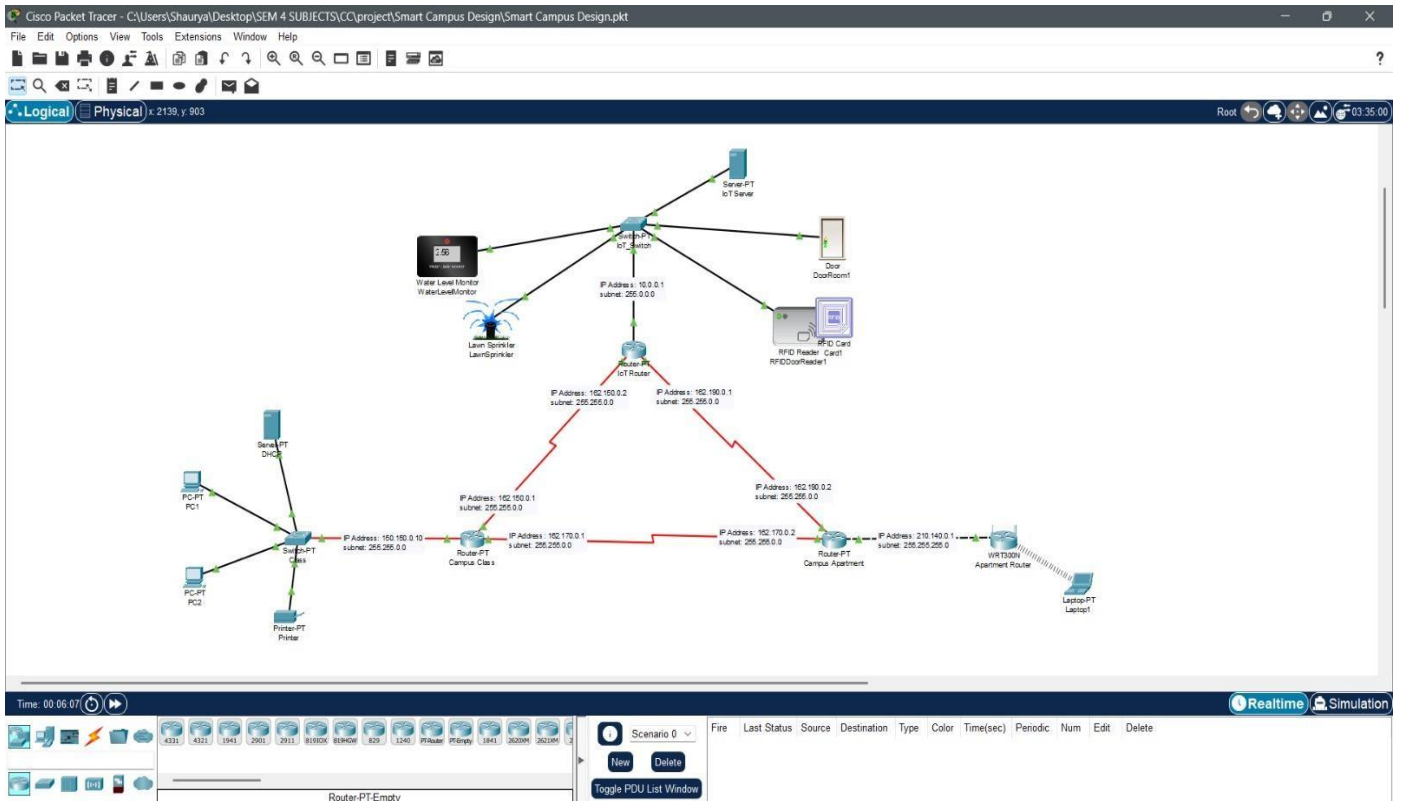 Cisco Packet Tracer - C:\Users\Shaurya\Desktop\SEM 4 SUBJECTS\CC\project\Smart Campus Design\Smart Campus Design.pkt
File Edit Options View Tools Extensions Window Help
?
Logical Physical x: 2139, y: 903
Root 03:35:00
Server-PT
IoT Server
Switch-PT
IoT_Switch
2.56
Water Level Monitor
WaterLevelMonitor
Door
DoorRoom1
IP Address: 10.0.0.1
subnet: 255.0.0.0
Lawn Sprinkler
LawnSprinkler
RFID Card
Card1
RFID Reader
RFIDDoorReader1
Router-PT
IoT Router
IP Address: 162.150.0.2
subnet: 255.255.0.0
IP Address: 162.190.0.1
subnet: 255.255.0.0
Server-PT
DHCP
PC-PT
PC1
IP Address: 162.150.0.1
subnet: 255.255.0.0
IP Address: 162.190.0.2
subnet: 255.255.0.0
Switch-PT
Class
IP Address: 150.150.0.10
subnet: 255.255.0.0
Router-PT
Campus Class
IP Address: 162.170.0.1
subnet: 255.255.0.0
IP Address: 162.170.0.2
subnet: 255.255.0.0
Router-PT
Campus Apartment
IP Address: 210.140.0.1
subnet: 255.255.255.0
WRT300N
Apartment Router
PC-PT
PC2
Laptop-PT
Laptop1
Printer-PT
Printer
Time: 00:06:07
Realtime Simulation
4331 4321 1941 2901 2911 819IOX 819HGW 829 1240 PT-Router PT-Empty 1841 2620XM 2621XM
Scenario 0
New Delete
Toggle PDU List Window
Fire Last Status Source Destination Type Color Time(sec) Periodic Num Edit Delete
Router-PT-Empty